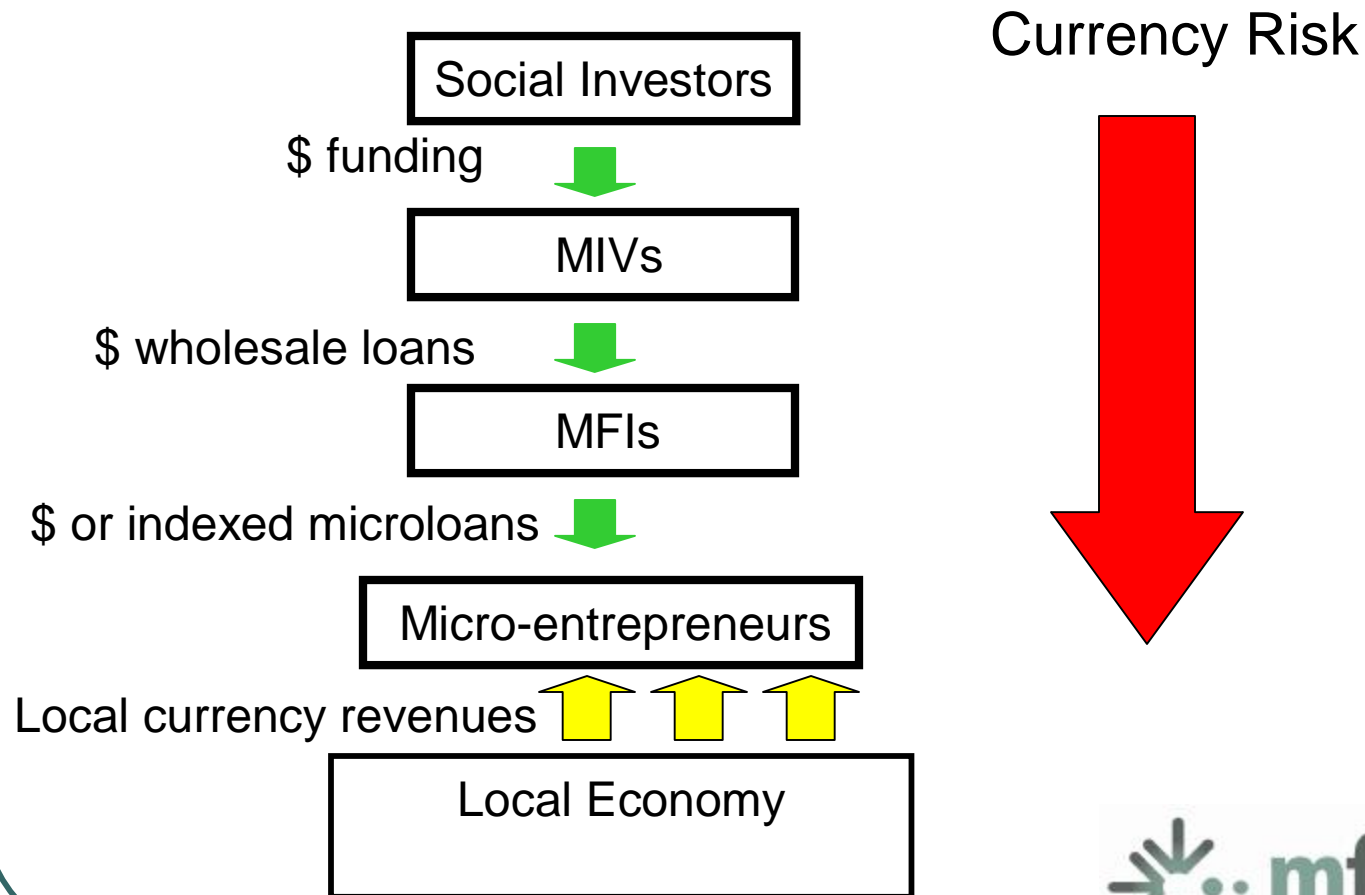 Currency Risk
Social Investors
$ funding
MIVs
$ wholesale loans
MFIs
$ or indexed microloans
Micro-entrepreneurs
Local currency revenues
Local Economy